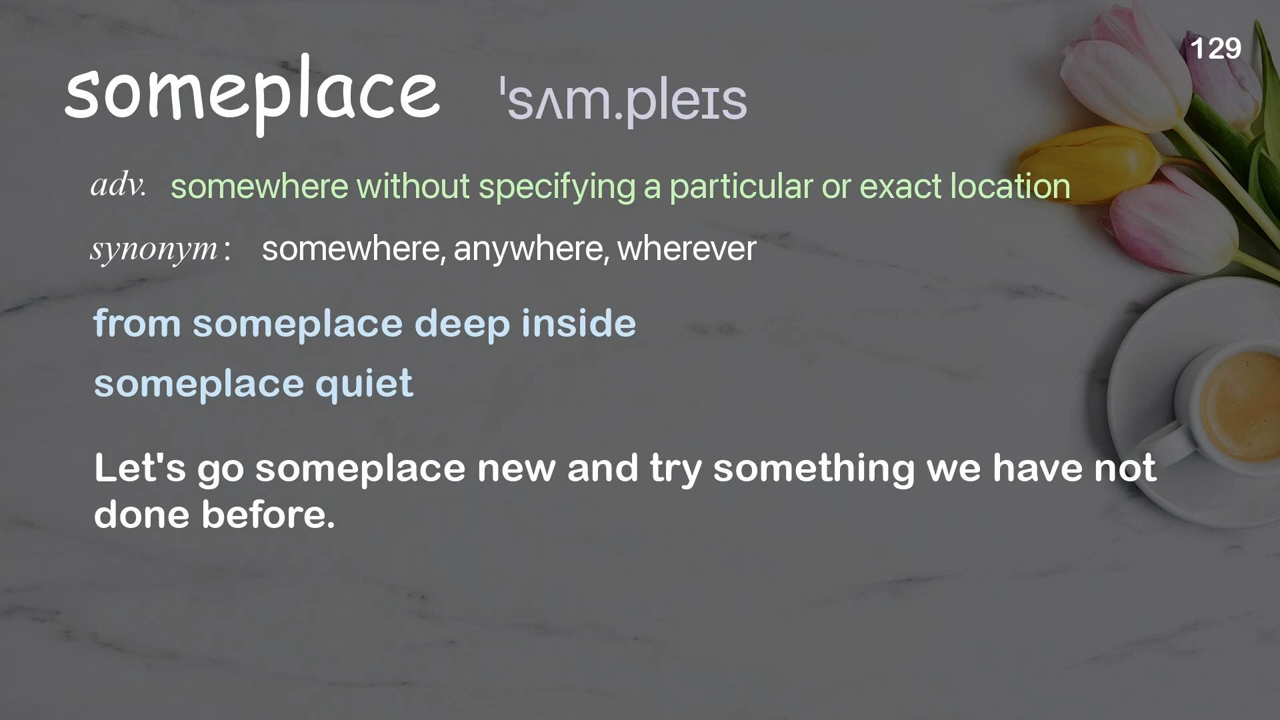 129
someplace ˈsʌm.pleɪs
adv. somewhere without specifying a particular or exact location
synonym: somewhere, anywhere, wherever
from someplace deep inside
someplace quiet
Let's go someplace new and try something we have not
done before.